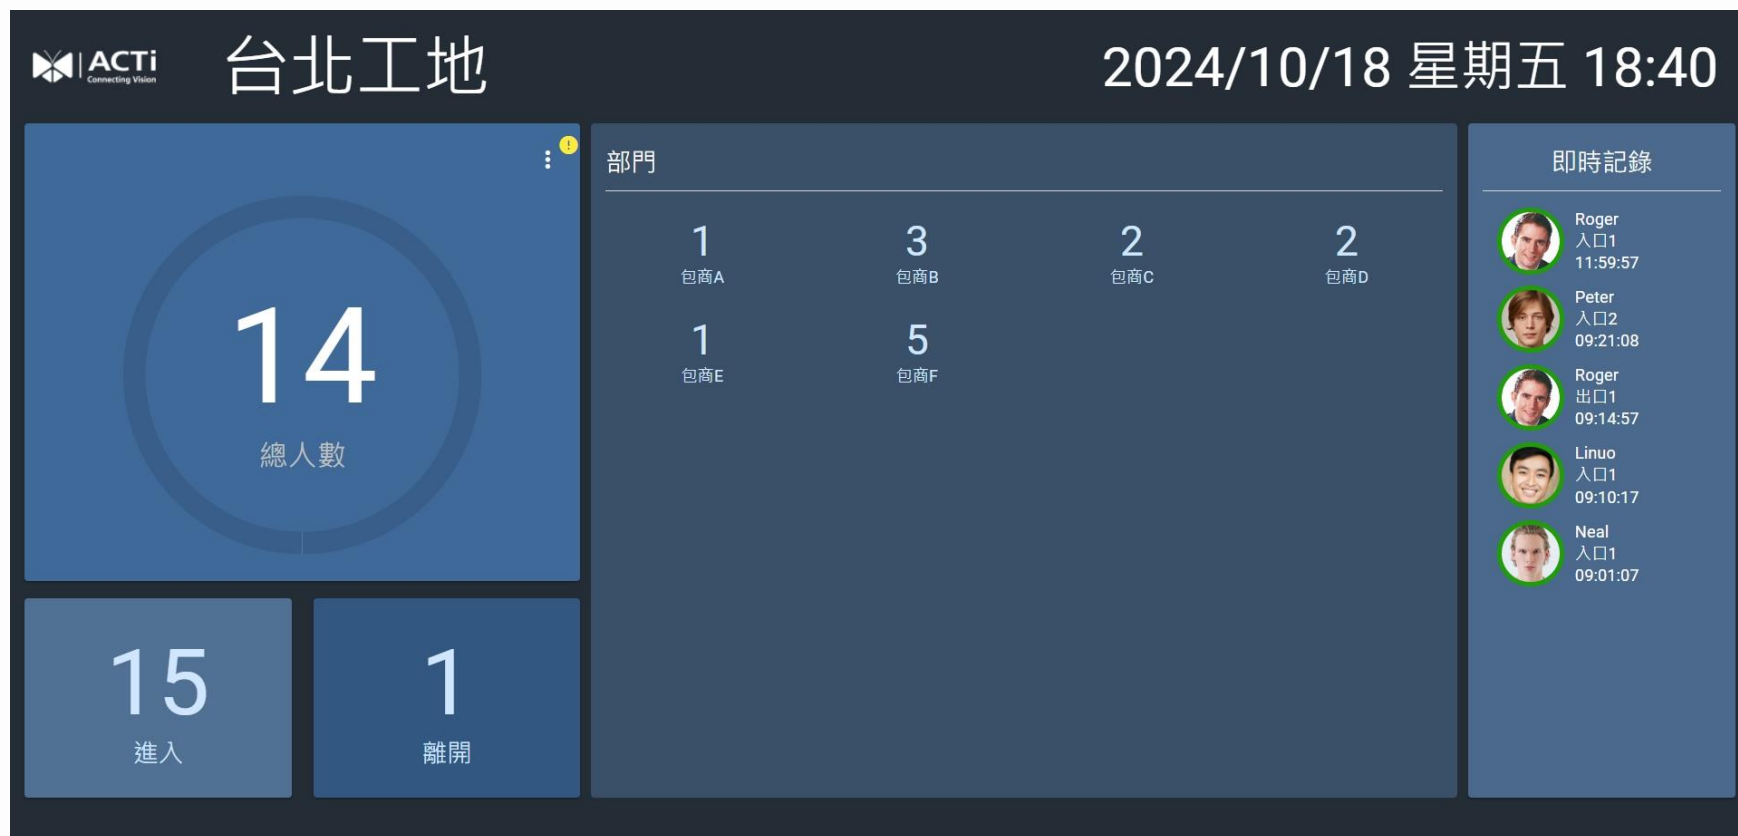 ACTi
Connecting Vision
台北工地
2024/10/18 星期五 18:40
!
14
總人數
15
進入
1
離開
部門
1
包商A
3
包商B
2
包商C
2
包商D
1
包商E
5
包商F
即時記錄
Roger
入口1
11:59:57
Peter
入口2
09:21:08
Roger
出口1
09:14:57
Linuo
入口1
09:10:17
Neal
入口1
09:01:07